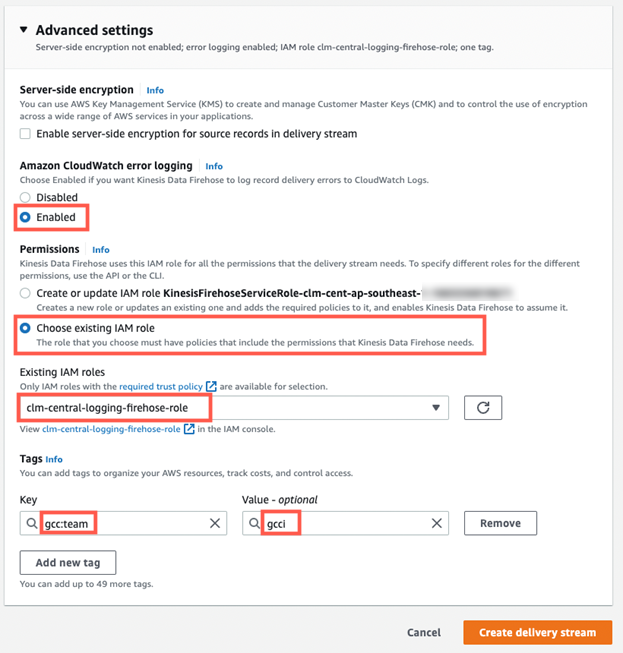 Advanced settings
Server-side encryption not enabled; error logging enabled; IAM role clm-central-logging-firehose-role; one tag.
Server-side encryption Info
You can use AWS Key Management Service (KMS) to create and manage Customer Master Keys (CMK) and to control the use of encryption
across a wide range of AWS services in your applications.
Enable server-side encryption for source records in delivery stream
Amazon CloudWatch error logging Info
Choose Enabled if you want Kinesis Data Firehose to log record delivery errors to CloudWatch Logs.
Disabled
Enabled
Permissions Info
Kinesis Data Firehose uses this IAM role for all the permissions that the delivery stream needs. To specify different roles for the different
permissions, use the API or the CLI.
Create or update IAM role KinesisFirehoseServiceRole-clm-cent-ap-southeast-
Creates a new role or updates an existing one and adds the required policies to it, and enables Kinesis Data Firehose to assume it.
Choose existing IAM role
The role that you choose must have policies that include the permissions that Kinesis Data Firehose needs.
Existing IAM roles
Only IAM roles with the required trust policy are available for selection.
clm-central-logging-firehose-role
View clm-central-logging-firehose-role in the IAM console.
Tags Info
You can add tags to organize your AWS resources, track costs, and control access.
Key Value - optional
gcc:team gcci Remove
Add new tag
You can add up to 49 more tags.
Cancel Create delivery stream